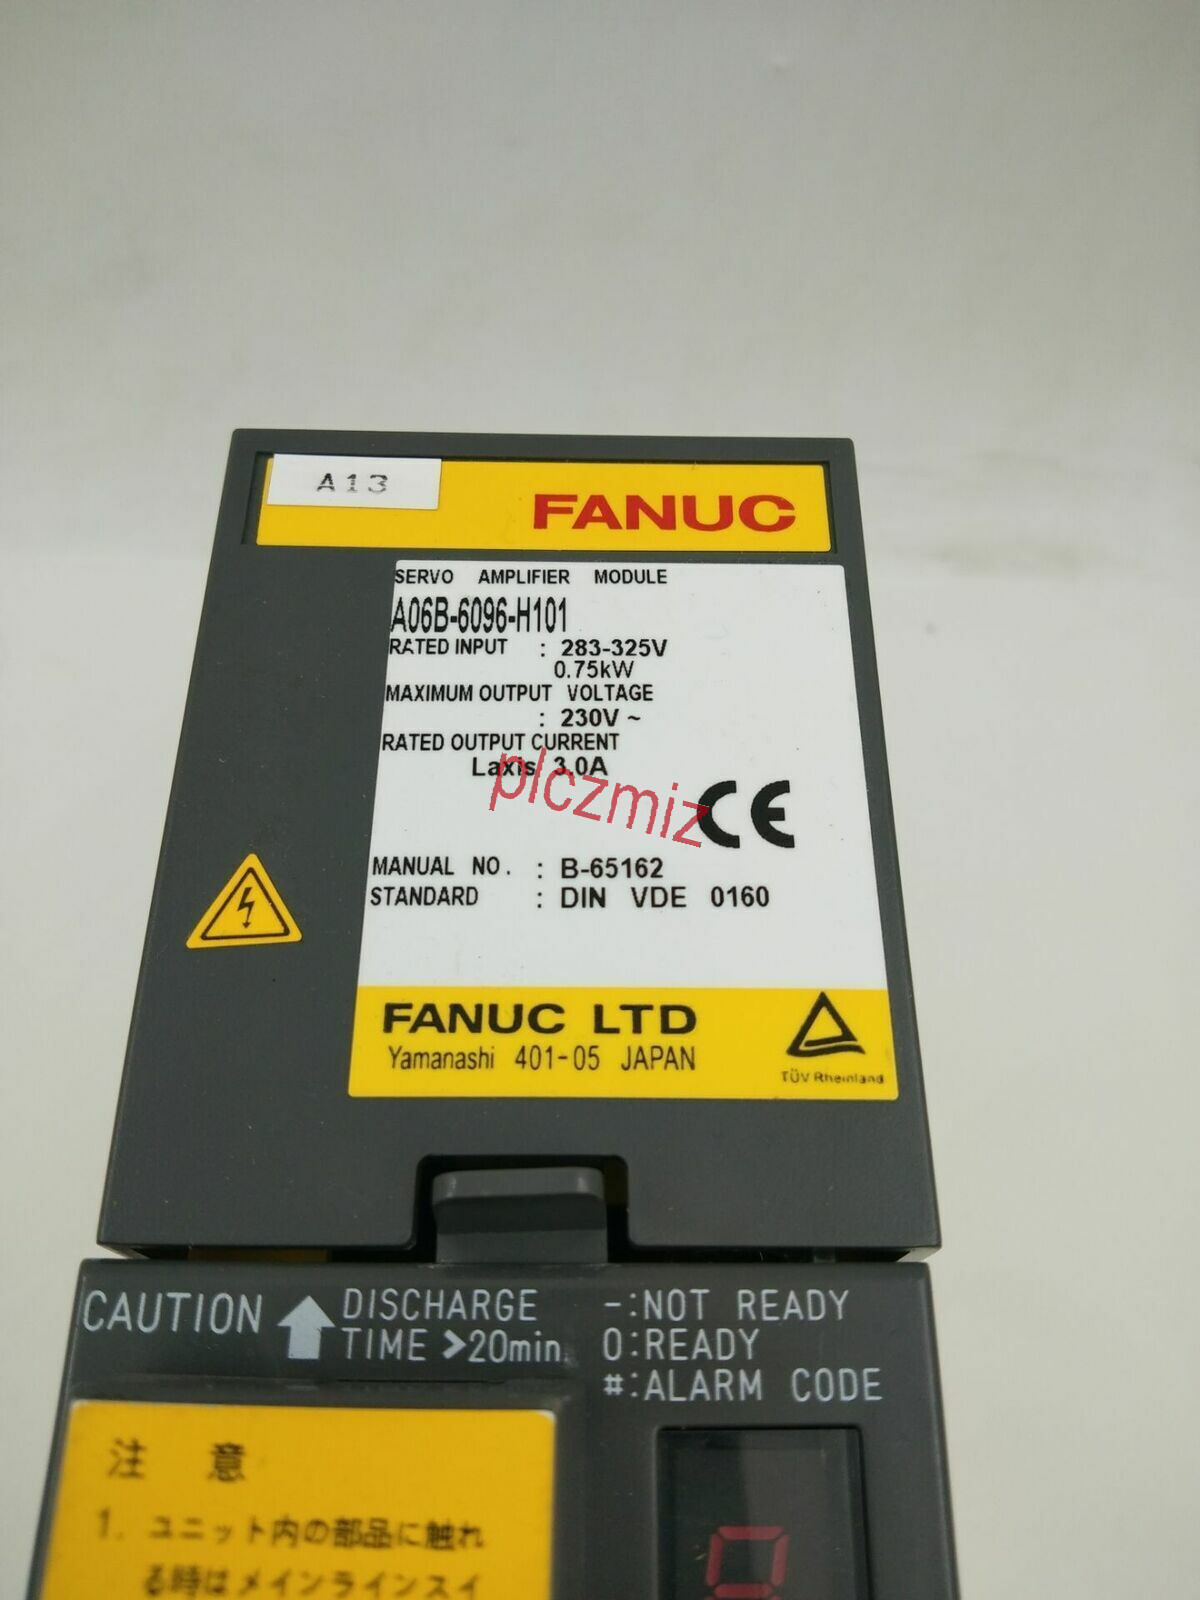 A13
FANUC
SERVO AMPLIFIER MODULE
A06B-6096-H101
RATED INPUT : 283-325V
0.75kW
MAXIMUM OUTPUT VOLTAGE
: 230V ~
RATED OUTPUT CURRENT
Laxis 3.0A
plczmiz
CE
MANUAL NO. : B-65162
STANDARD : DIN VDE 0160
FANUC LTD
Yamanashi 401-05 JAPAN
TÜV Rheinland
CAUTION DISCHARGE
TIME >20min.
-:NOT READY
0:READY
#:ALARM CODE
注 意
1. ユニット内の部品に触れ
る時はメインラインスイ